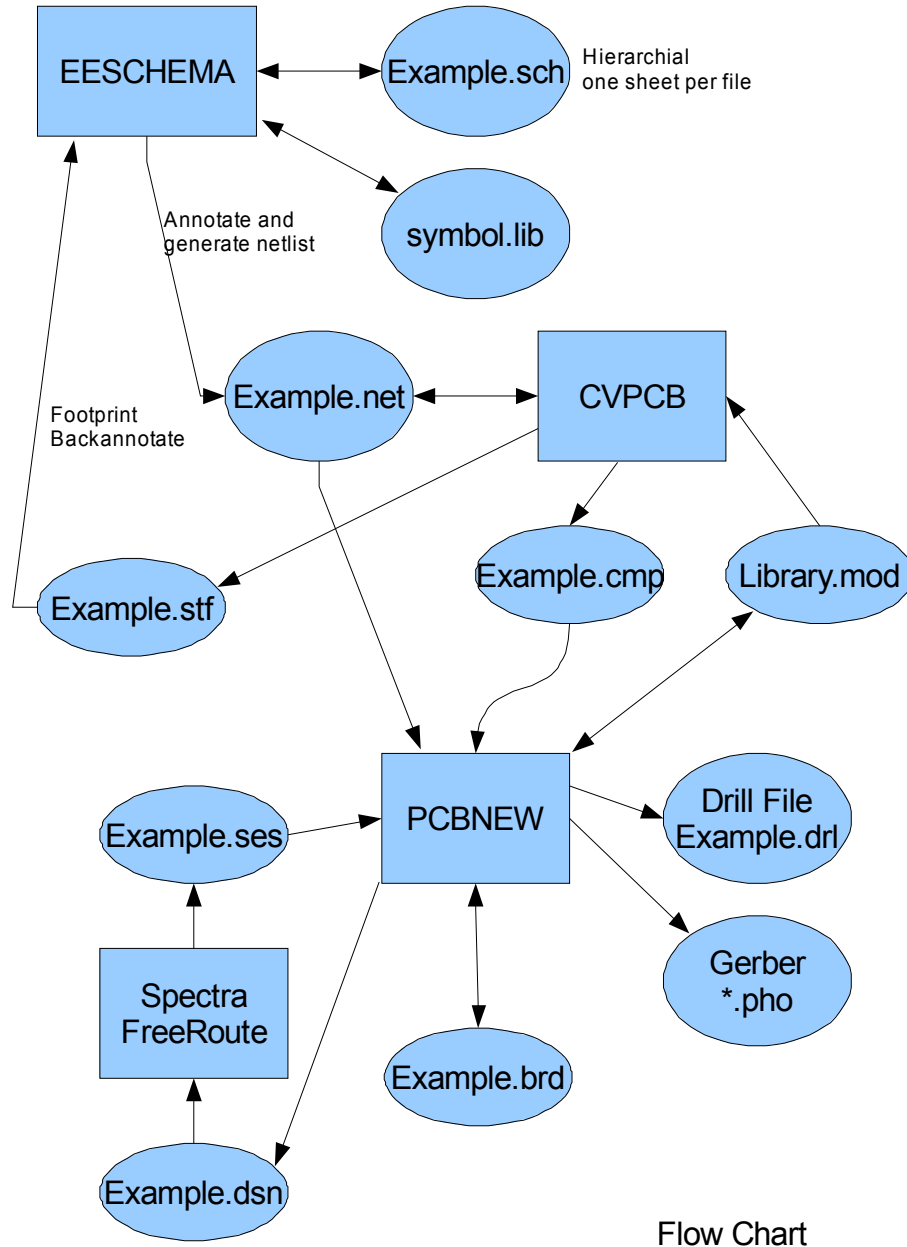 EESCHEMA
Example.sch
Hierarchial
one sheet per file
symbol.lib
Annotate and
generate netlist
Example.net
CVPCB
Footprint
Backannotate
Example.stf
Example.cmp
Library.mod
PCBNEW
Example.ses
Drill File
Example.drl
Spectra
FreeRoute
Gerber
*.pho
Example.brd
Example.dsn
Flow Chart